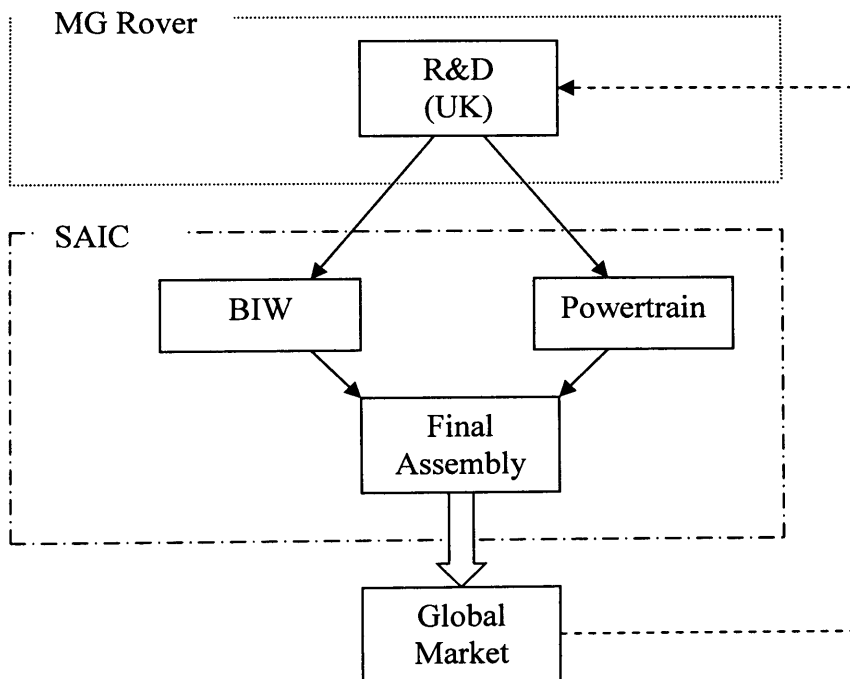 MG Rover
R&D
(UK)
SAIC
BIW
Powertrain
Final
Assembly
Global
Market